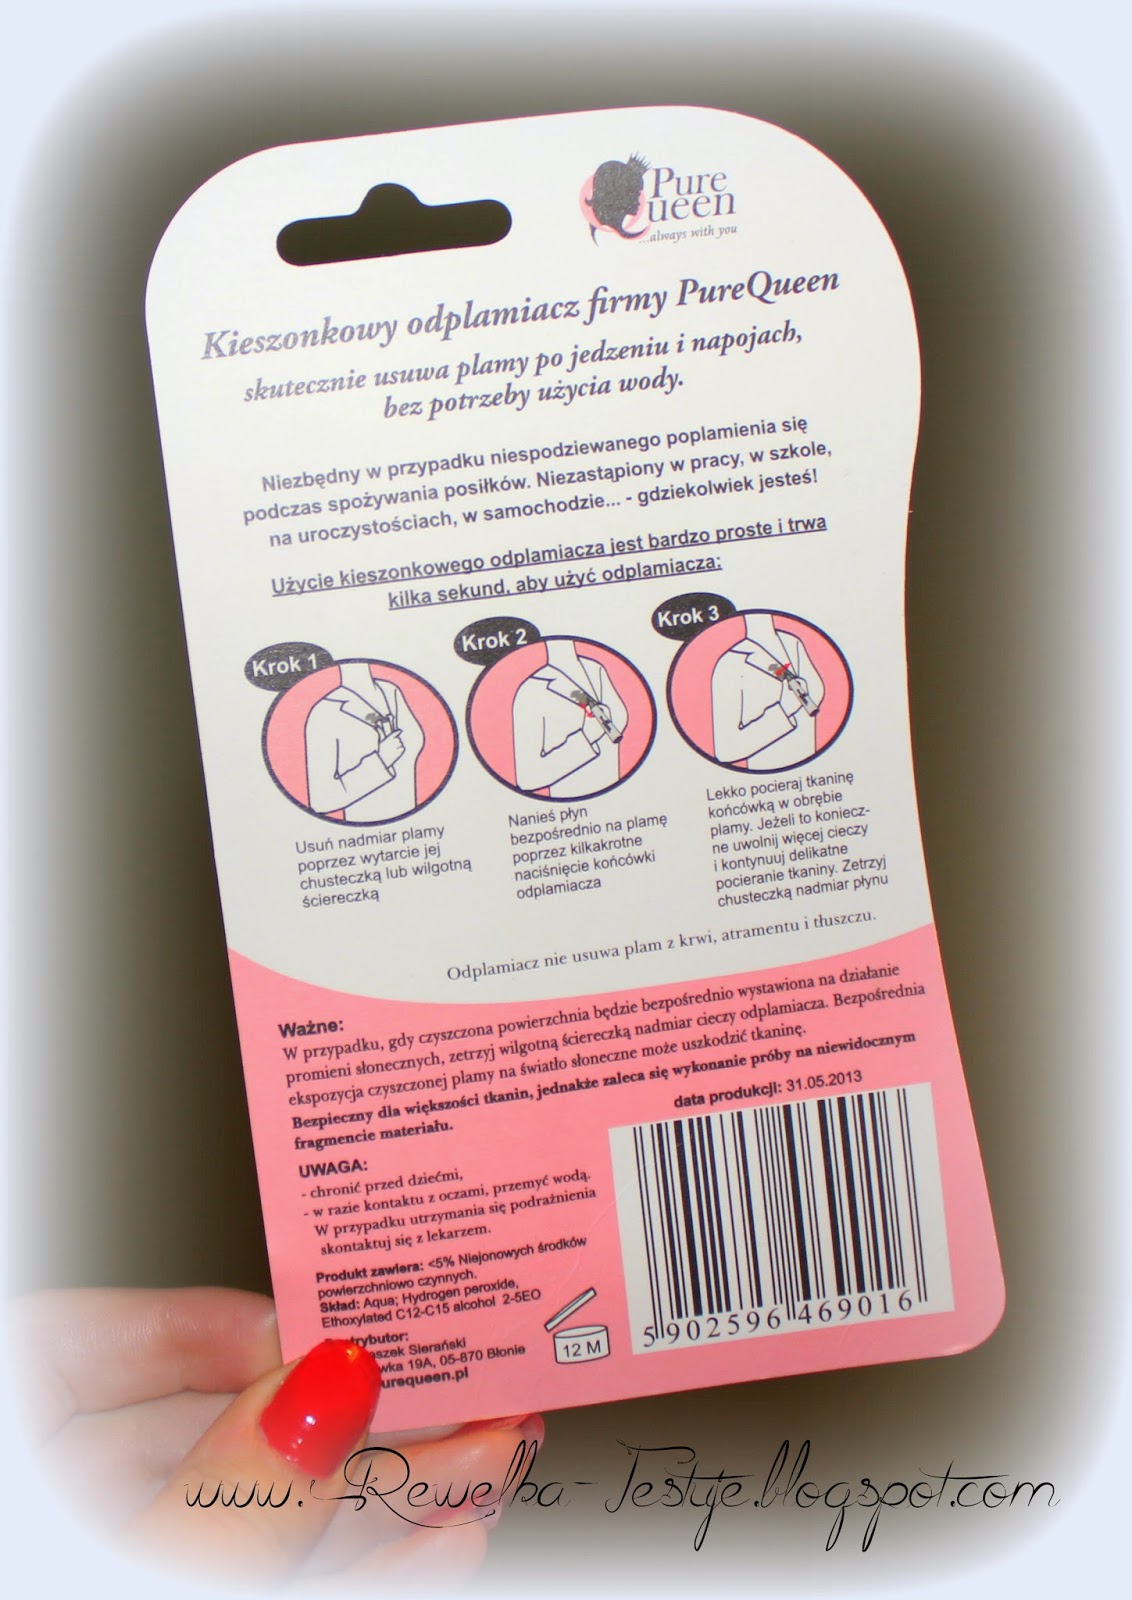 Pure
Queen
...always with you
Kieszonkowy odplamiacz firmy PureQueen
skutecznie usuwa plamy po jedzeniu i napojach,
bez potrzeby użycia wody.
Niezbędny w przypadku niespodziewanego poplamienia się
podczas spożywania posiłków. Niezastąpiony w pracy, w szkole,
na uroczystościach, w samochodzie... - gdziekolwiek jesteś!
Użycie kieszonkowego odplamiacza jest bardzo proste i trwa
kilka sekund, aby użyć odplamiacza:
Krok 1
Usuń nadmiar plamy
poprzez wytarcie jej
chusteczką lub wilgotną
ściereczką
Krok 2
Nanieś płyn
bezpośrednio na plamę
poprzez kilkakrotne
naciśnięcie końcówki
odplamiacza
Krok 3
Lekko pocieraj tkaninę
końcówką w obrębie
plamy. Jeżeli to koniecz-
ne uwolnij więcej cieczy
i kontynuuj delikatne
pocieranie tkaniny. Zetrzyj
chusteczką nadmiar płynu
Odplamiacz nie usuwa plam z krwi, atramentu i tłuszczu.
Ważne:
W przypadku, gdy czyszczona powierzchnia będzie bezpośrednio wystawiona na działanie
promieni słonecznych, zetrzyj wilgotną ściereczką nadmiar cieczy odplamiacza. Bezpośrednia
ekspozycja czyszczonej plamy na światło słoneczne może uszkodzić tkaninę.
Bezpieczny dla większości tkanin, jednakże zaleca się wykonanie próby na niewidocznym
fragmencie materiału.
data produkcji: 31.05.2013
UWAGA:
- chronić przed dziećmi,
- w razie kontaktu z oczami, przemyć wodą.
W przypadku utrzymania się podrażnienia
skontaktuj się z lekarzem.
Produkt zawiera: <5% Niejonowych środków
powierzchniowo czynnych.
Skład: Aqua; Hydrogen peroxide,
Ethoxylated C12-C15 alcohol 2-5EO
Sierański
19A, 05-870 Błonie
12 M
5 902596 469016
www.Rewelka-Testuje.blogspot.com